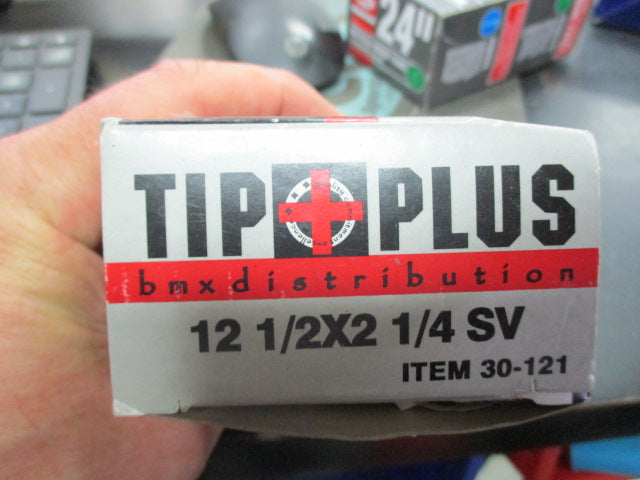 24"
TIP PLUS
bmxdistribution
12 1/2X2 1/4 SV
ITEM 30-121